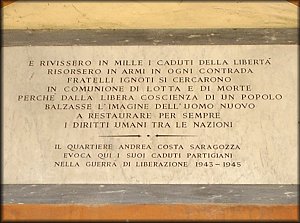 E RIVISSERO IN MILLE I CADUTI DELLA LIBERTÀ
RISORSERO IN ARMI IN OGNI CONTRADA
FRATELLI IGNOTI SI CERCARONO
IN COMUNIONE DI LOTTA E DI MORTE
PERCHE DALLA LIBERA COSCIENZA DI UN POPOLO
BALZASSE L'IMAGINE DELL'UOMO NUOVO
A RESTAURARE PER SEMPRE
I DIRITTI UMANI TRA LE NAZIONI
IL QUARTIERE ANDREA COSTA SARAGOZZA
EVOCA QUI I SUOI CADUTI PARTIGIANI
NELLA GUERRA DI LIBERAZIONE 1943-1945